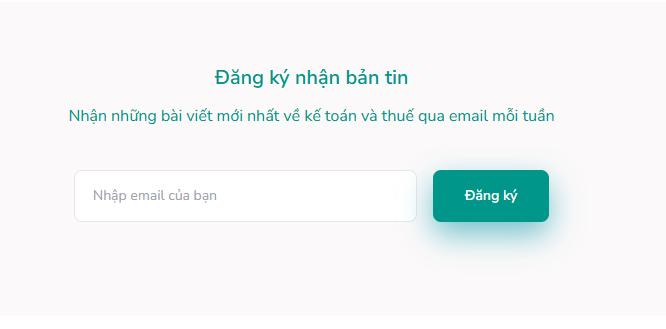 Đăng ký nhận bản tin
Nhận những bài viết mới nhất về kế toán và thuế qua email mỗi tuần
Nhập email của bạn
Đăng ký